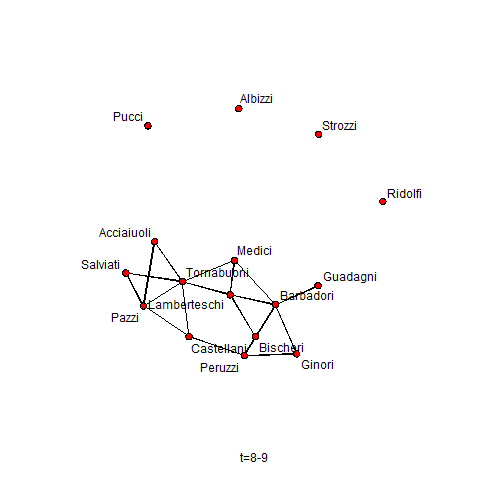 Albizzi
Pucci
Strozzi
Ridolfi
Acciaiuoli
Medici
Salviati
Tornabuoni
Guadagni
Barbadori
Lamberteschi
Pazzi
Castellani
Bischeri
Peruzzi
Ginori
t=8-9